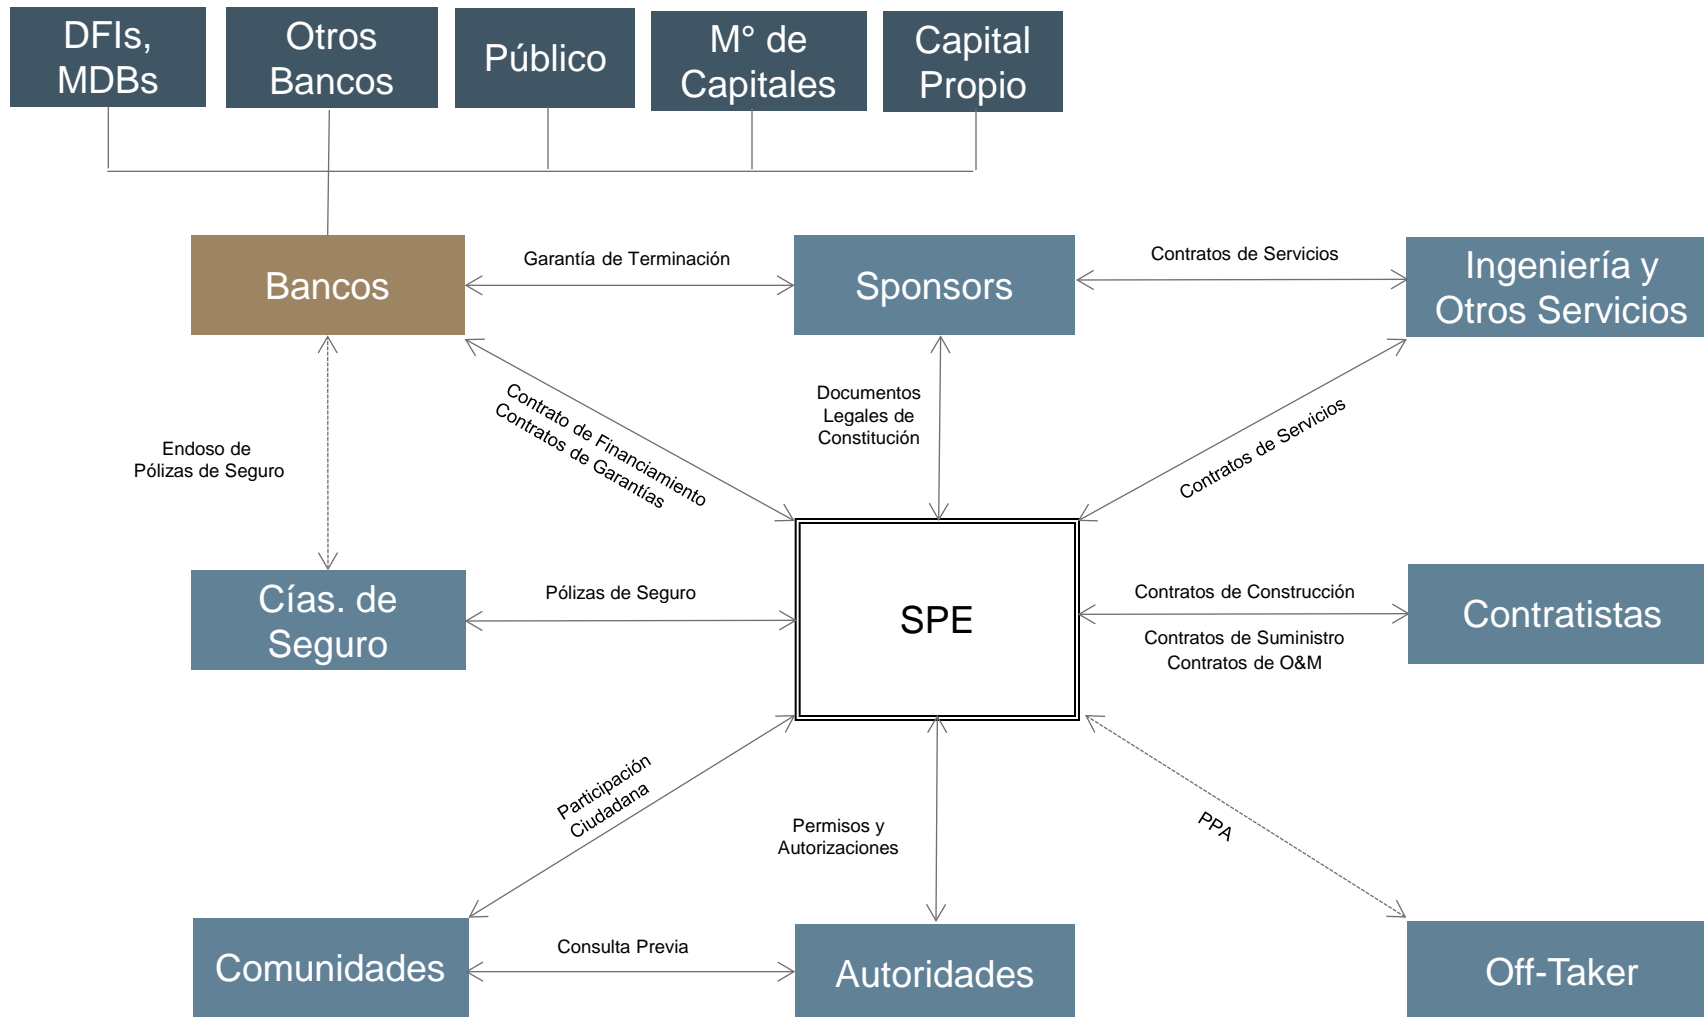 DFIs,
MDBs
Otros
Bancos
Público
M° de
Capitales
Capital
Propio
Bancos
Garantía de Terminación
Sponsors
Contratos de Servicios
Ingeniería y
Otros Servicios
Endoso de
Pólizas de Seguro
Contrato de Financiamiento
Contratos de Garantías
Documentos
Legales de
Constitución
Contratos de Servicios
Cías. de
Seguro
Pólizas de Seguro
SPE
Contratos de Construcción
Contratos de Suministro
Contratos de O&M
Contratistas
Participación
Ciudadana
Permisos y
Autorizaciones
PPA
Comunidades
Consulta Previa
Autoridades
Off-Taker